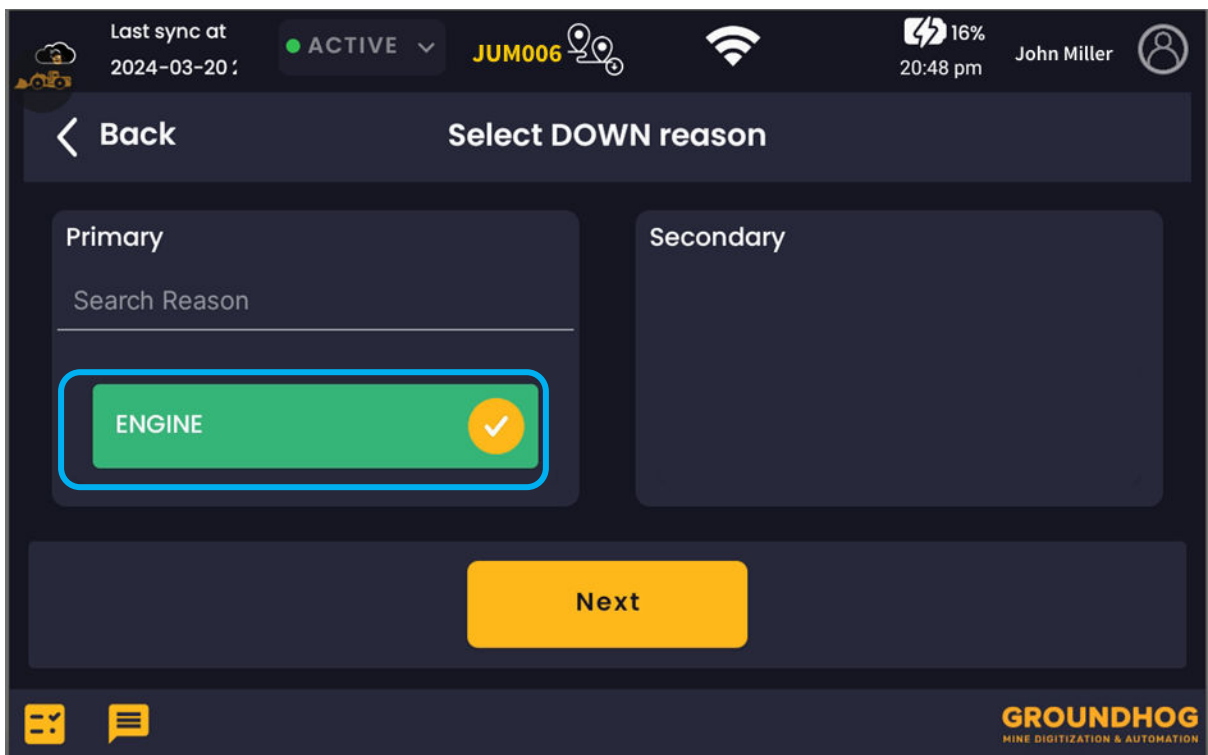 Last sync at
2024-03-20 2
ACTIVE
JUM006
16%
20:48 pm
John Miller
Back
Select DOWN reason
Primary
Search Reason
ENGINE
Secondary
Next
GROUNDHOG
MINE DIGITIZATION & AUTOMATION